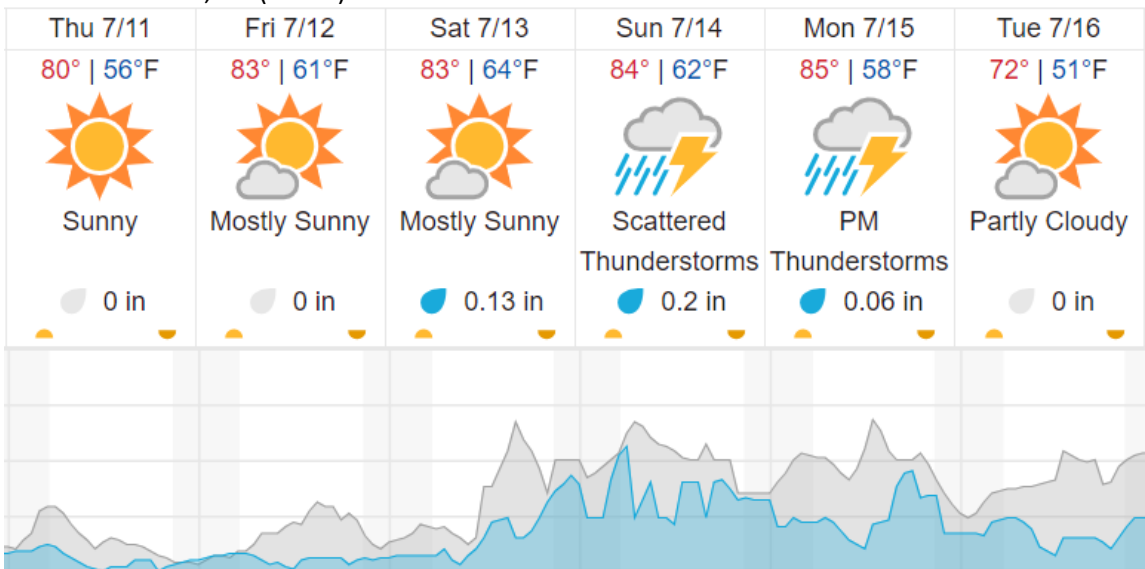 Thu 7/11 Fri 7/12 Sat 7/13 Sun 7/14 Mon 7/15 Tue 7/16
80° | 56°F 83° | 61°F 83° | 64°F 84° | 62°F 85° | 58°F 72° | 51°F
Sunny Mostly Sunny Mostly Sunny Scattered PM Partly Cloudy
Thunderstorms Thunderstorms
0 in 0 in 0.13 in 0.2 in 0.06 in 0 in